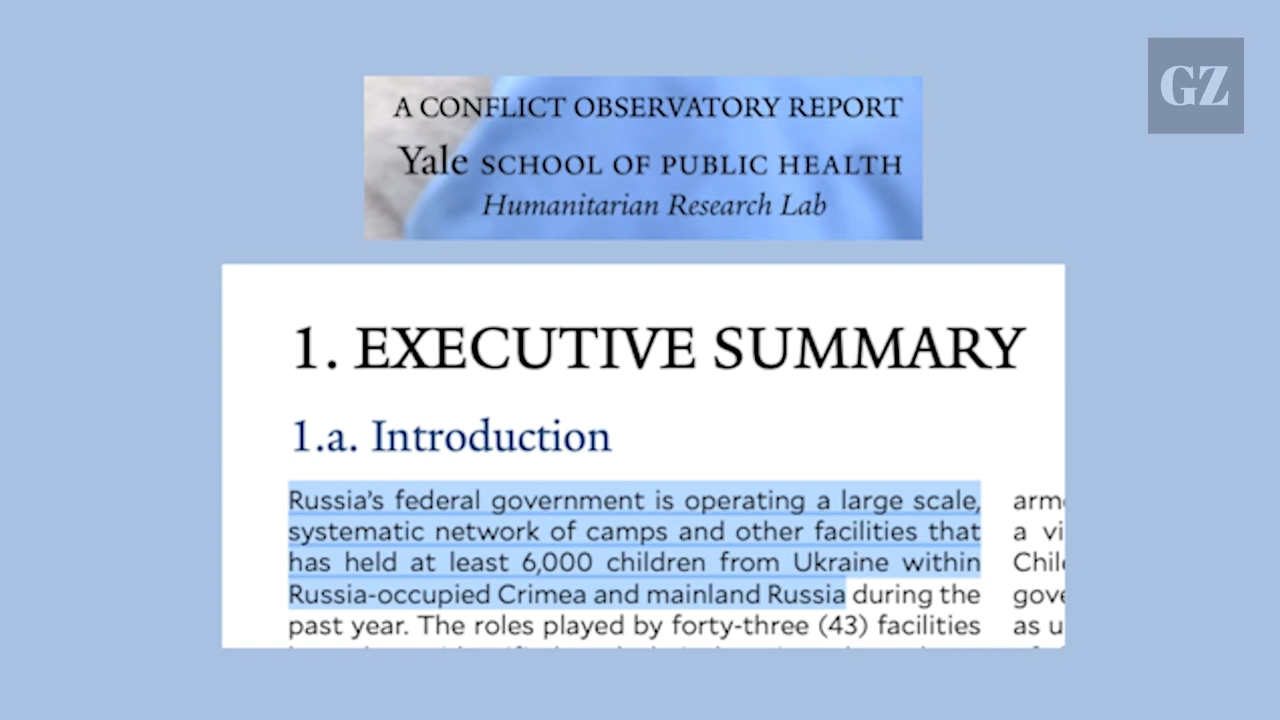 GZ
A CONFLICT OBSERVATORY REPORT
Yale SCHOOL OF PUBLIC HEALTH
Humanitarian Research Lab
1. EXECUTIVE SUMMARY
1.a. Introduction
Russia's federal government is operating a large scale,
systematic network of camps and other facilities that
has held at least 6,000 children from Ukraine within
Russia-occupied Crimea and mainland Russia during the
past year. The roles played by forty-three (43) facilities
a
as